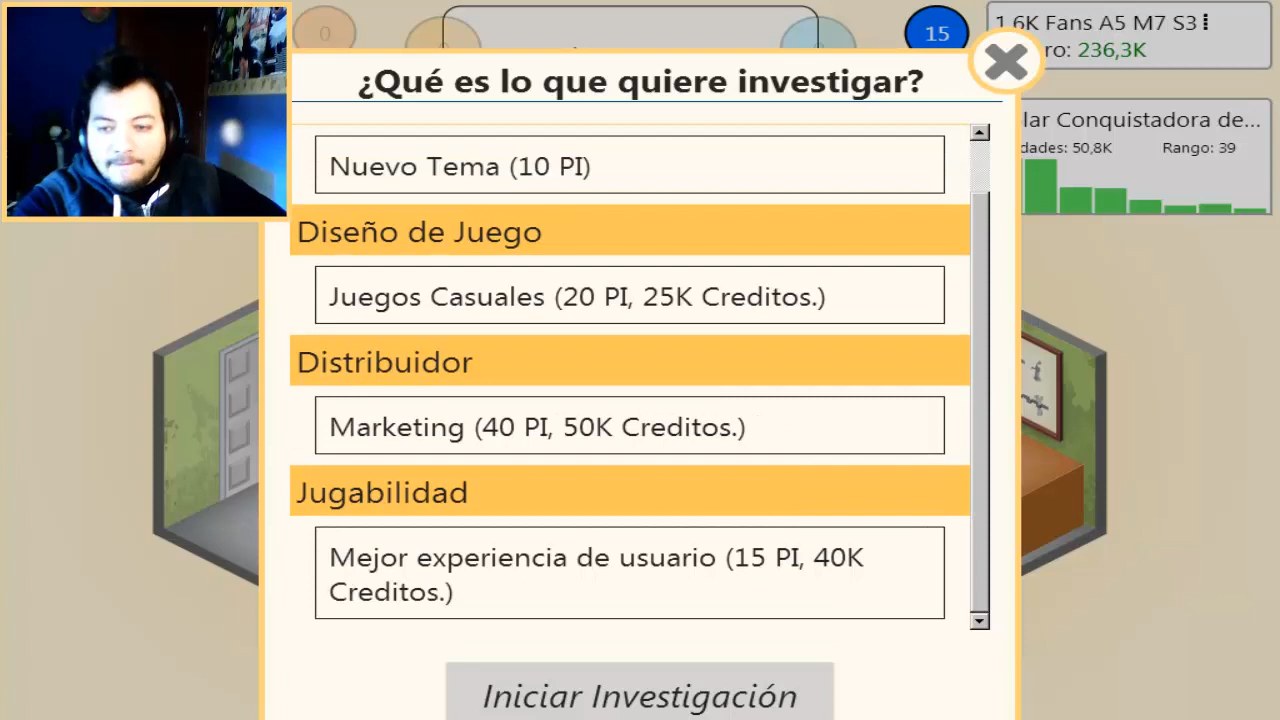 0
15
1,6K Fans A5 M7 S3
ro: 236,3K
¿Qué es lo que quiere investigar?
lar Conquistadora de...
dades: 50,8K Rango: 39
Nuevo Tema (10 PI)
Diseño de Juego
Juegos Casuales (20 PI, 25K Creditos.)
Distribuidor
Marketing (40 PI, 50K Creditos.)
Jugabilidad
Mejor experiencia de usuario (15 PI, 40K
Creditos.)
Iniciar Investigación